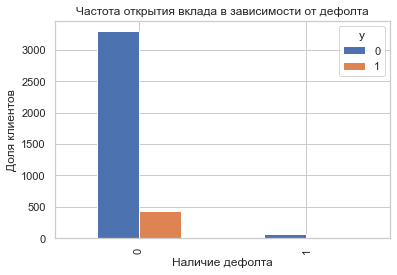 Частота открытия вклада в зависимости от дефолта
y
0
1
3000
2500
2000
1500
1000
500
0
Доля клиентов
0
1
Наличие дефолта